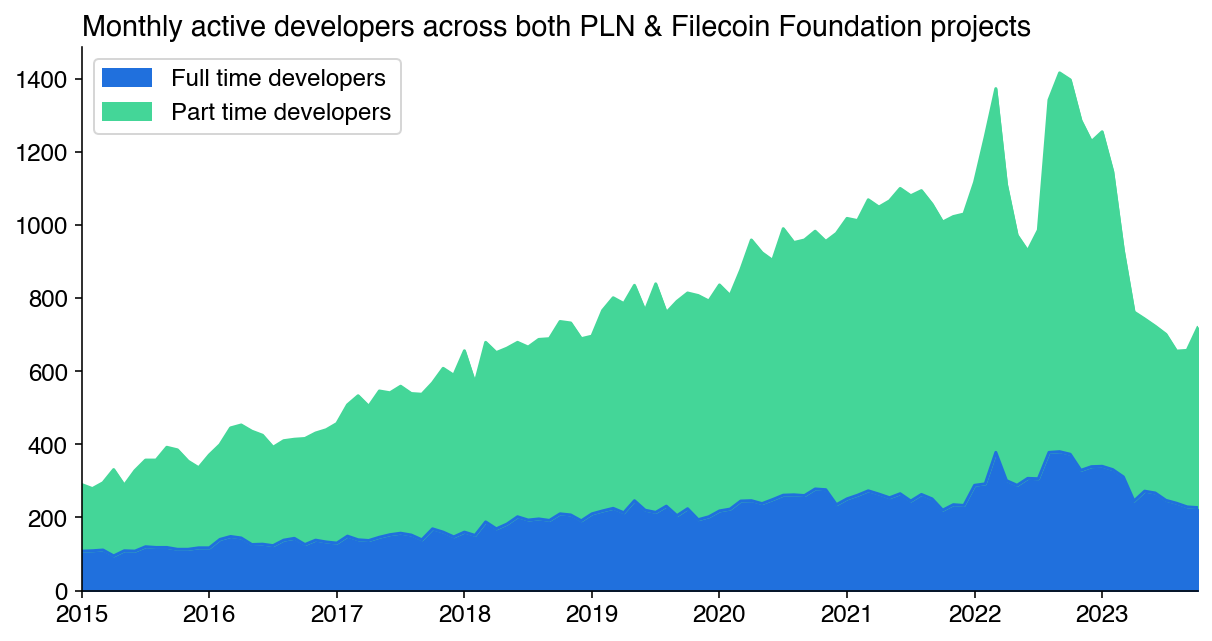 Monthly active developers across both PLN & Filecoin Foundation projects
Full time developers
Part time developers
1400
1200
1000
800
600
400
200
0
2015 2016 2017 2018 2019 2020 2021 2022 2023